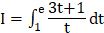 I = ∫₁ᵉ (3t+1)/t dt